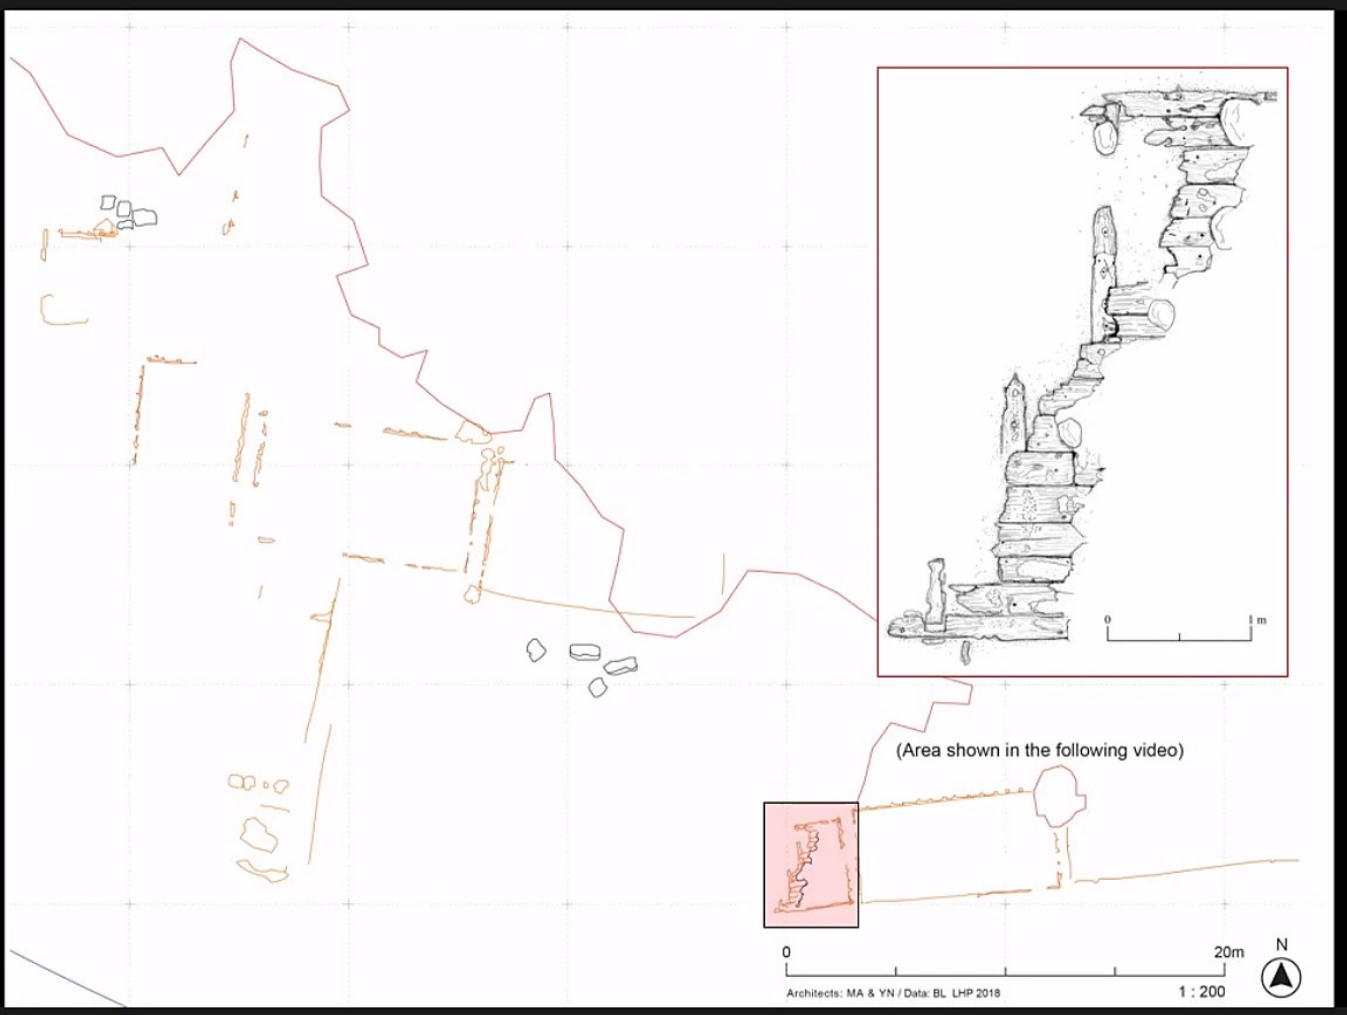 0
1 m
(Area shown in the following video)
0
20m
N
Architects: MA & YN / Data: BL LHP 2018
1 : 200